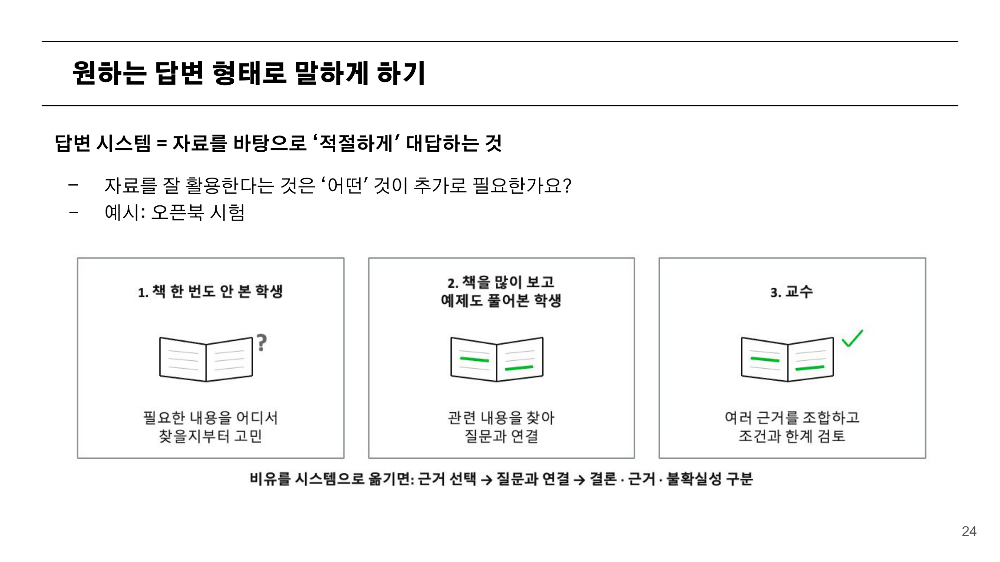 원하는 답변 형태로 말하게 하기
답변 시스템 = 자료를 바탕으로 ‘적절하게’ 대답하는 것
– 자료를 잘 활용한다는 것은 ‘어떤’ 것이 추가로 필요한가요?
- 예시: 오픈북 시험
1. 책 한 번도 안 본 학생
?
필요한 내용을 어디서
찾을지부터 고민
2. 책을 많이 보고
예제도 풀어본 학생
관련 내용을 찾아
질문과 연결
3. 교수
여러 근거를 조합하고
조건과 한계 검토
비유를 시스템으로 옮기면: 근거 선택 → 질문과 연결 → 결론 · 근거 · 불확실성 구분
24